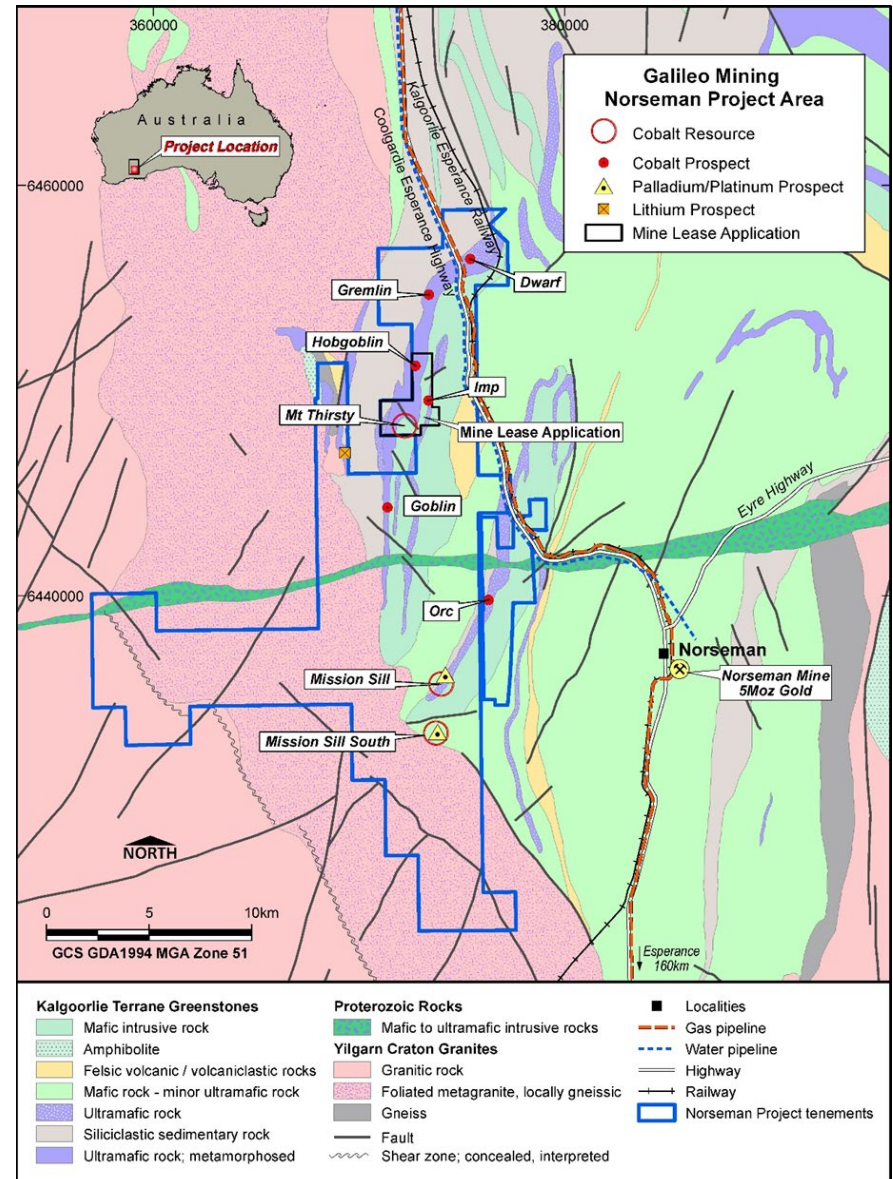 360000
380000
6460000
6440000
Australia
Project Location
Galileo Mining
Norseman Project Area
Cobalt Resource
Cobalt Prospect
Palladium/Platinum Prospect
Lithium Prospect
Mine Lease Application
Coolgardie Esperance Highway
Kalgoorlie Esperance Railway
Dwarf
Gremlin
Hobgoblin
Imp
Mt Thirsty
Mine Lease Application
Goblin
Eyre Highway
Orc
Norseman
Mission Sill
Norseman Mine
5Moz Gold
Mission Sill South
NORTH
0 5 10km
GCS GDA1994 MGA Zone 51
Esperance
160km
Kalgoorlie Terrane Greenstones
Mafic intrusive rock
Amphibolite
Felsic volcanic / volcaniclastic rocks
Mafic rock - minor ultramafic rock
Ultramafic rock
Siliciclastic sedimentary rock
Ultramafic rock; metamorphosed
Proterozoic Rocks
Mafic to ultramafic intrusive rocks
Yilgarn Craton Granites
Granitic rock
Foliated metagranite, locally gneissic
Gneiss
Fault
Shear zone; concealed, interpreted
Localities
Gas pipeline
Water pipeline
Highway
Railway
Norseman Project tenements